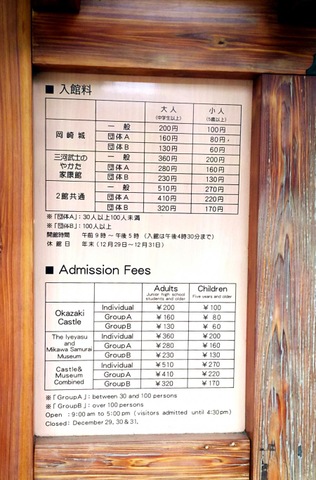 ■ 入館料
大人 小人
(中学生以上) (5歳以上)
岡崎城 一般 200円 100円
団体A 160円 80円
団体B 130円 60円
三河武士のやかた家康館 一般 360円 200円
団体A 280円 160円
団体B 230円 130円
2館共通 一般 510円 270円
団体A 410円 220円
団体B 320円 170円
※「団体A」：30人以上100人未満
※「団体B」：100人以上
開館時間 午前9時〜午後5時（入館は午後4時30分まで）
休館日 年末（12月29日〜12月31日）
■ Admission Fees
Adults Children
Junior high school students and older Five years and older
Okazaki Castle Individual ¥200 ¥100
GroupA ¥160 ¥ 80
GroupB ¥130 ¥ 60
The Ieyasu and Mikawa Samurai Museum Individual ¥360 ¥200
GroupA ¥280 ¥160
GroupB ¥230 ¥130
Castle& Museum Combined Individual ¥510 ¥270
GroupA ¥410 ¥220
GroupB ¥320 ¥170
※「GroupA」: between 30 and 100 persons
※「GroupB」: over 100 persons
Open : 9:00 am to 5:00 pm (visitors admitted until 4:30 pm)
Closed: December 29, 30 & 31.